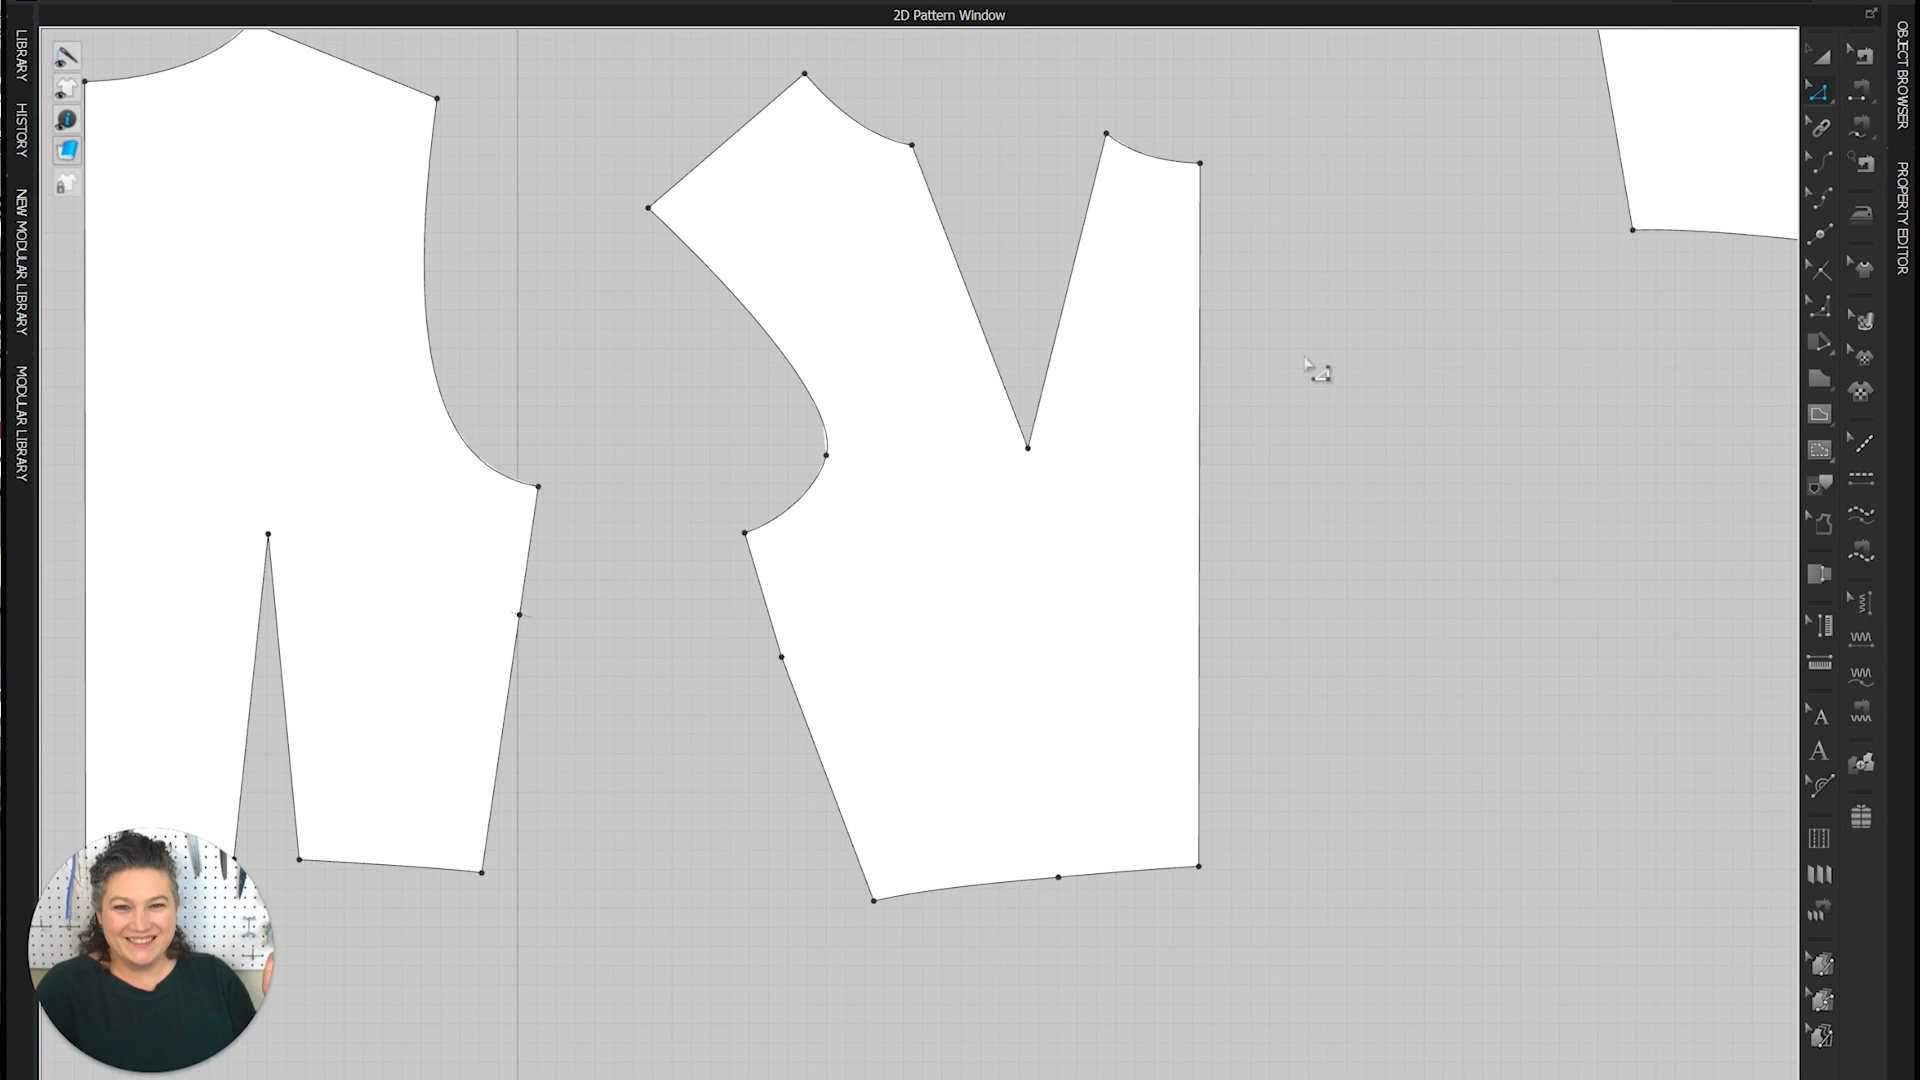 2D Pattern Window
LIBRARY
HISTORY
NEW MODULAR LIBRARY
MODULAR LIBRARY
OBJECT BROWSER
PROPERTY EDITOR
A
A